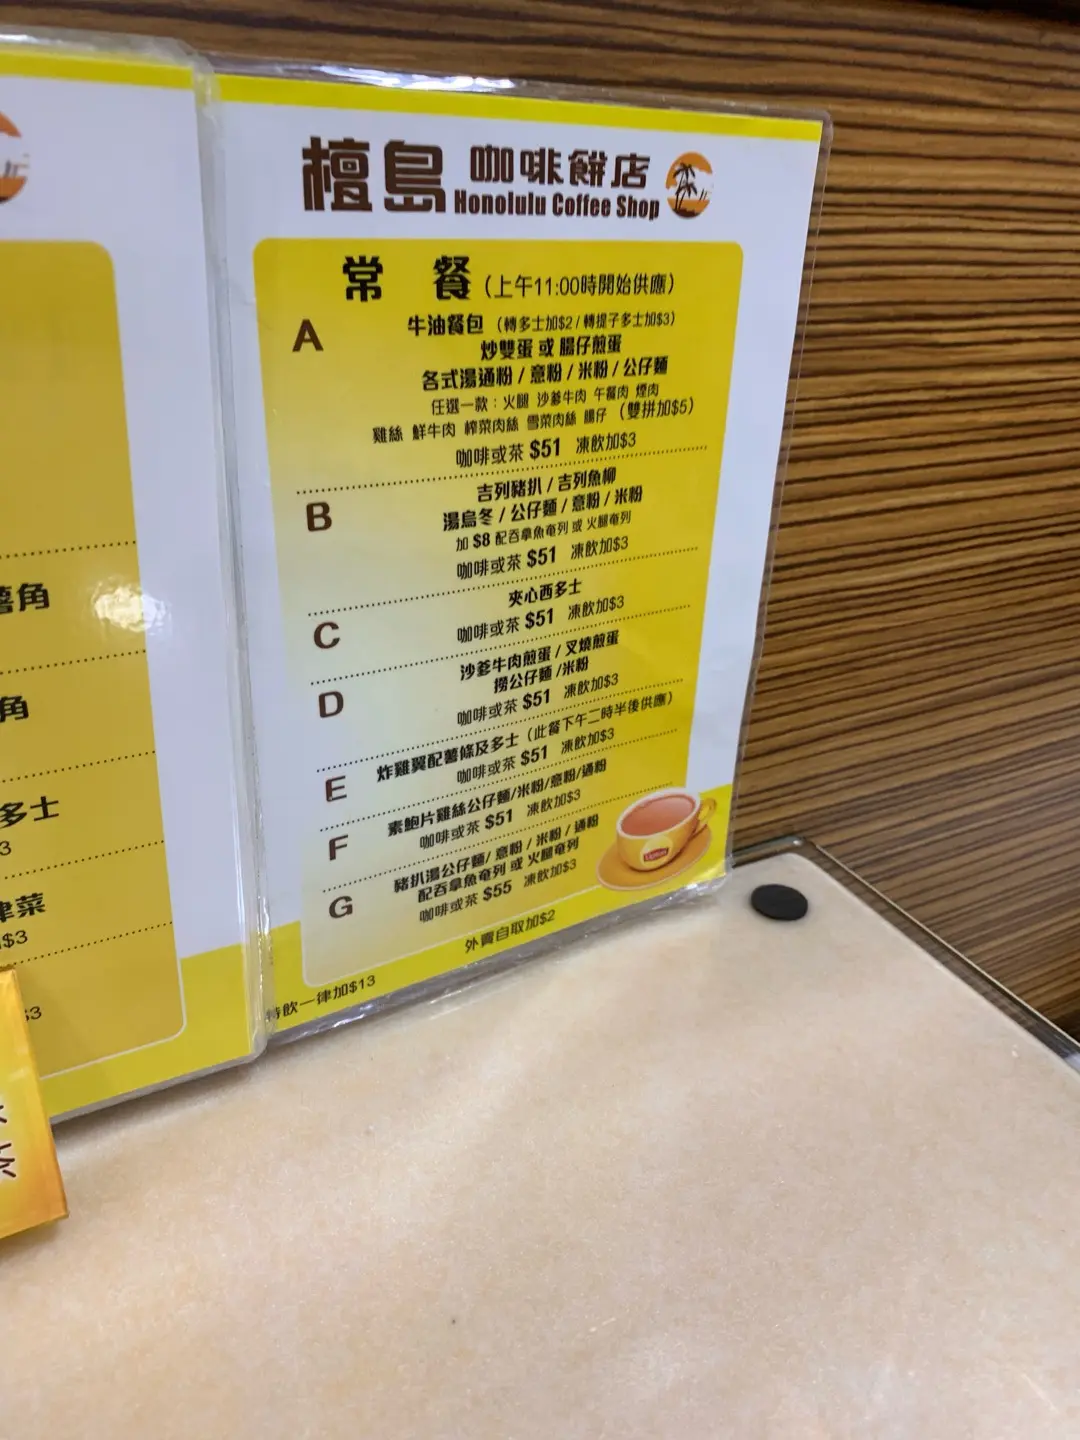 檀島 咖啡餅店
Honolulu Coffee Shop
常 餐 (上午11:00時開始供應)
A
牛油餐包 (轉多士加$2 / 轉提子多士加$3)
炒雙蛋 或 腸仔煎蛋
各式湯通粉 / 意粉 / 米粉 / 公仔麵
任選一款：火腿 沙爹牛肉 午餐肉 煙肉
雞絲 鮮牛肉 榨菜肉絲 雪菜肉絲 腸仔 (雙拼加$5)
咖啡或茶 $51 凍飲加$3
B
吉列豬扒 / 吉列魚柳
湯烏冬 / 公仔麵 / 意粉 / 米粉
加 $8 配吞拿魚奄列 或 火腿奄列
咖啡或茶 $51 凍飲加$3
C
夾心西多士
咖啡或茶 $51 凍飲加$3
D
沙爹牛肉煎蛋 / 叉燒煎蛋
撈公仔麵 /米粉
咖啡或茶 $51 凍飲加$3
E
炸雞翼配薯條及多士 (此餐下午二時半後供應)
咖啡或茶 $51 凍飲加$3
F
素鮑片雞絲公仔麵/米粉/意粉/通粉
咖啡或茶 $51 凍飲加$3
G
豬扒湯公仔麵/ 意粉 / 米粉 / 通粉
配吞拿魚奄列 或 火腿奄列
咖啡或茶 $55 凍飲加$3
外賣自取加$2
特飲一律加$13
Lipton
薯角
角
多士
3
菜
$3
$3
茶